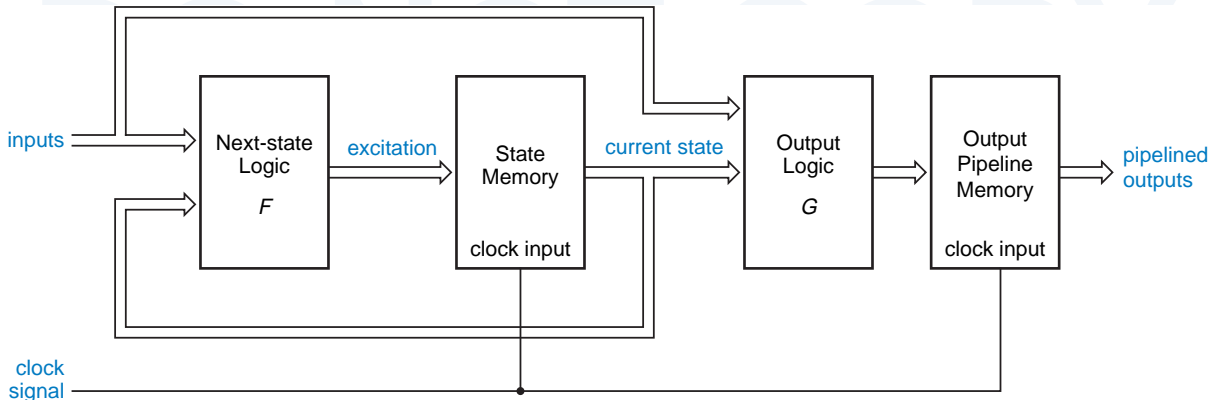 inputs
Next-state
Logic
F
excitation
State
Memory
clock input
current state
Output
Logic
G
Output
Pipeline
Memory
clock input
pipelined
outputs
clock
signal